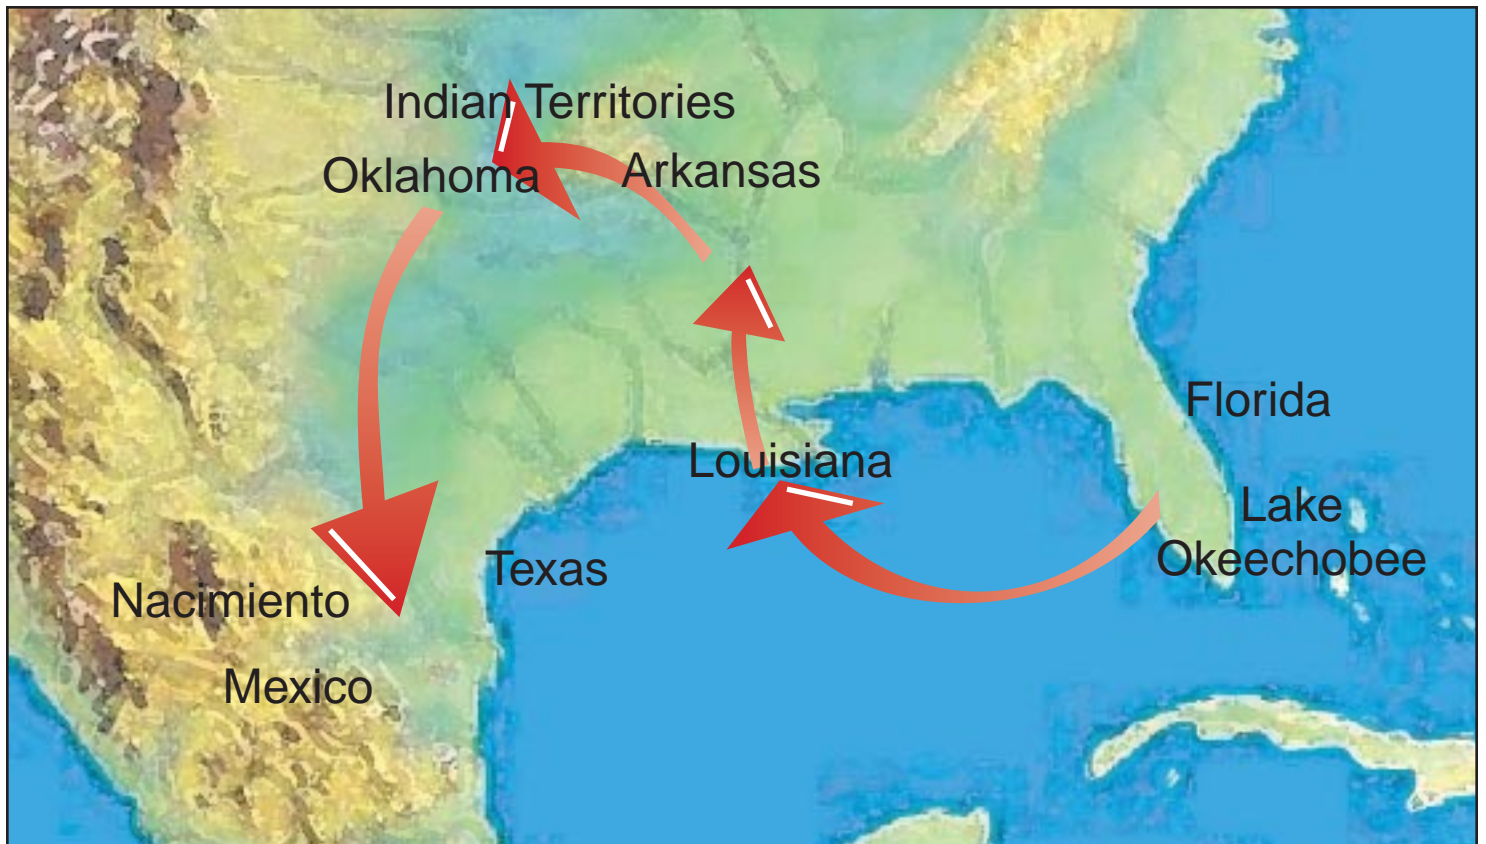 Indian Territories
Oklahoma
Arkansas
Florida
Louisiana
Lake
Okeechobee
Texas
Nacimiento
Mexico